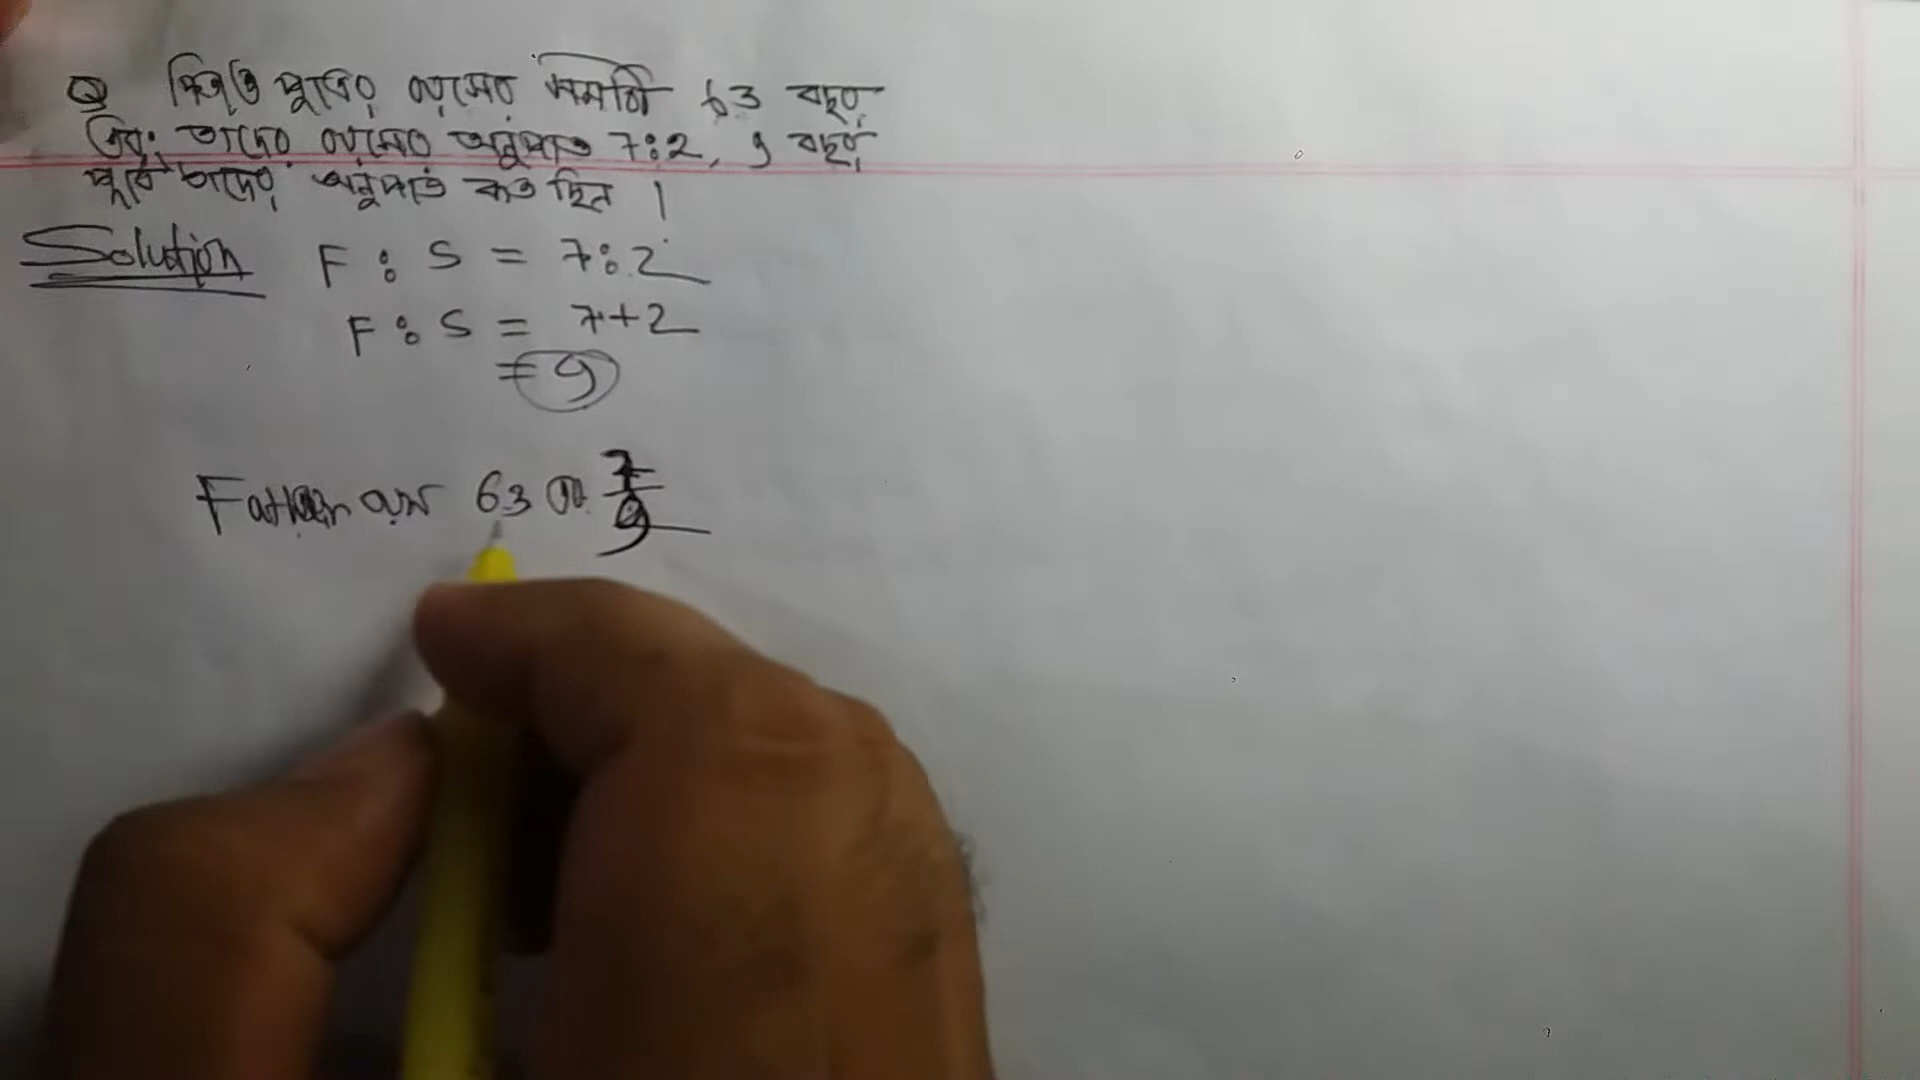 Q পিতা ও পুত্রের বয়সের সমষ্টি 63 বছর
এবং তাদের বয়সের অনুপাত 7:2, 9 বছর
পূর্বে তাদের অনুপাত কত ছিল ।
Solution F : S = 7:2
F : S = 7+2
= 9
Father এর 63 এর 7/9